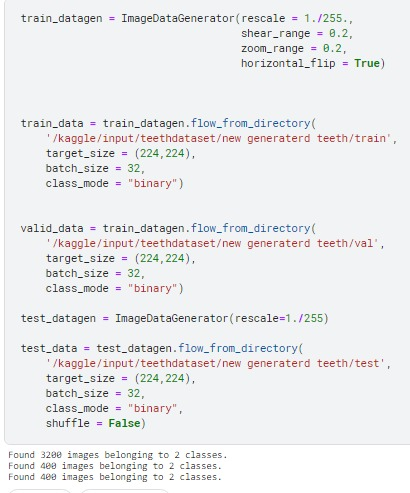 train_datagen = ImageDataGenerator(rescale = 1./255.,
                                   shear_range = 0.2,
                                   zoom_range = 0.2,
                                   horizontal_flip = True)
train_data = train_datagen.flow_from_directory(
    '/kaggle/input/teethdataset/new generaterd teeth/train',
    target_size = (224,224),
    batch_size = 32,
    class_mode = "binary")
valid_data = train_datagen.flow_from_directory(
    '/kaggle/input/teethdataset/new generaterd teeth/val',
    target_size = (224,224),
    batch_size = 32,
    class_mode = "binary")
test_datagen = ImageDataGenerator(rescale=1./255)
test_data = test_datagen.flow_from_directory(
    '/kaggle/input/teethdataset/new generaterd teeth/test',
    target_size = (224,224),
    batch_size = 32,
    class_mode = "binary",
    shuffle = False)
Found 3200 images belonging to 2 classes.
Found 400 images belonging to 2 classes.
Found 400 images belonging to 2 classes.